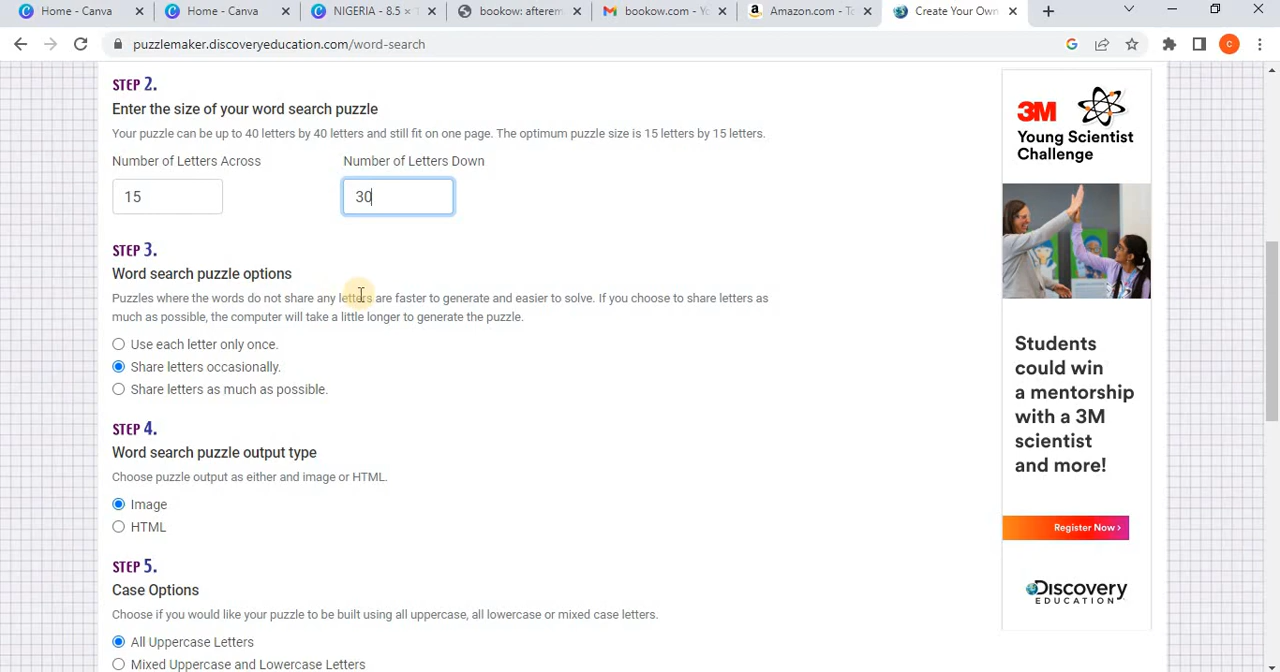 Home - Canva
Home - Canva
NIGERIA - 8.5 ×
bookow: afterem
bookow.com - Yo
Amazon.com - To
Create Your Own
puzzlemaker.discoveryeducation.com/word-search
C
STEP 2.
Enter the size of your word search puzzle
Your puzzle can be up to 40 letters by 40 letters and still fit on one page. The optimum puzzle size is 15 letters by 15 letters.
Number of Letters Across
Number of Letters Down
15
30
STEP 3.
Word search puzzle options
Puzzles where the words do not share any letters are faster to generate and easier to solve. If you choose to share letters as
much as possible, the computer will take a little longer to generate the puzzle.
Use each letter only once.
Share letters occasionally.
Share letters as much as possible.
STEP 4.
Word search puzzle output type
Choose puzzle output as either and image or HTML.
Image
HTML
STEP 5.
Case Options
Choose if you would like your puzzle to be built using all uppercase, all lowercase or mixed case letters.
All Uppercase Letters
Mixed Uppercase and Lowercase Letters
3M
Young Scientist
Challenge
Students
could win
a mentorship
with a 3M
scientist
and more!
Register Now >
Discovery
EDUCATION